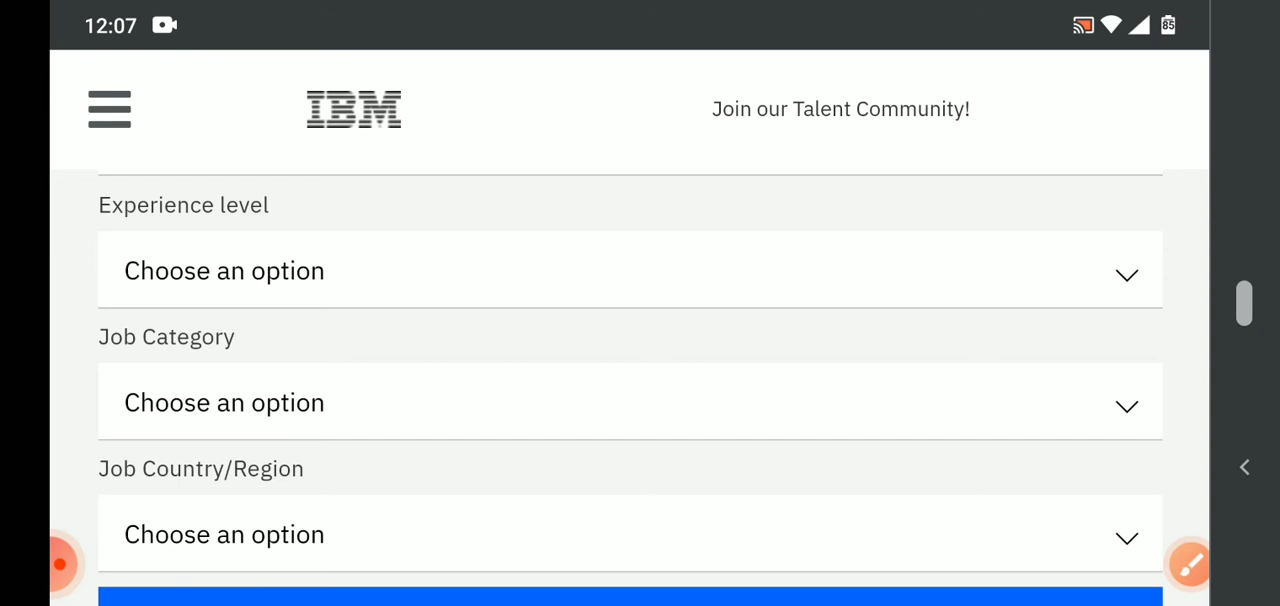 12:07
85
IBM
Join our Talent Community!
Experience level
Choose an option
Job Category
Choose an option
Job Country/Region
Choose an option